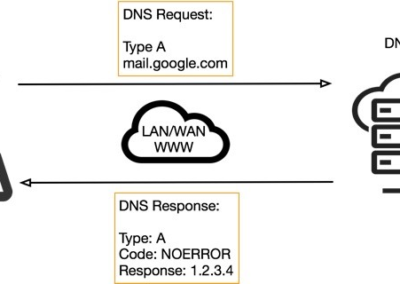 DNS Request:
Type A
mail.google.com
DN
LAN/WAN
WWW
DNS Response:
Type: A
Code: NOERROR
Response: 1.2.3.4